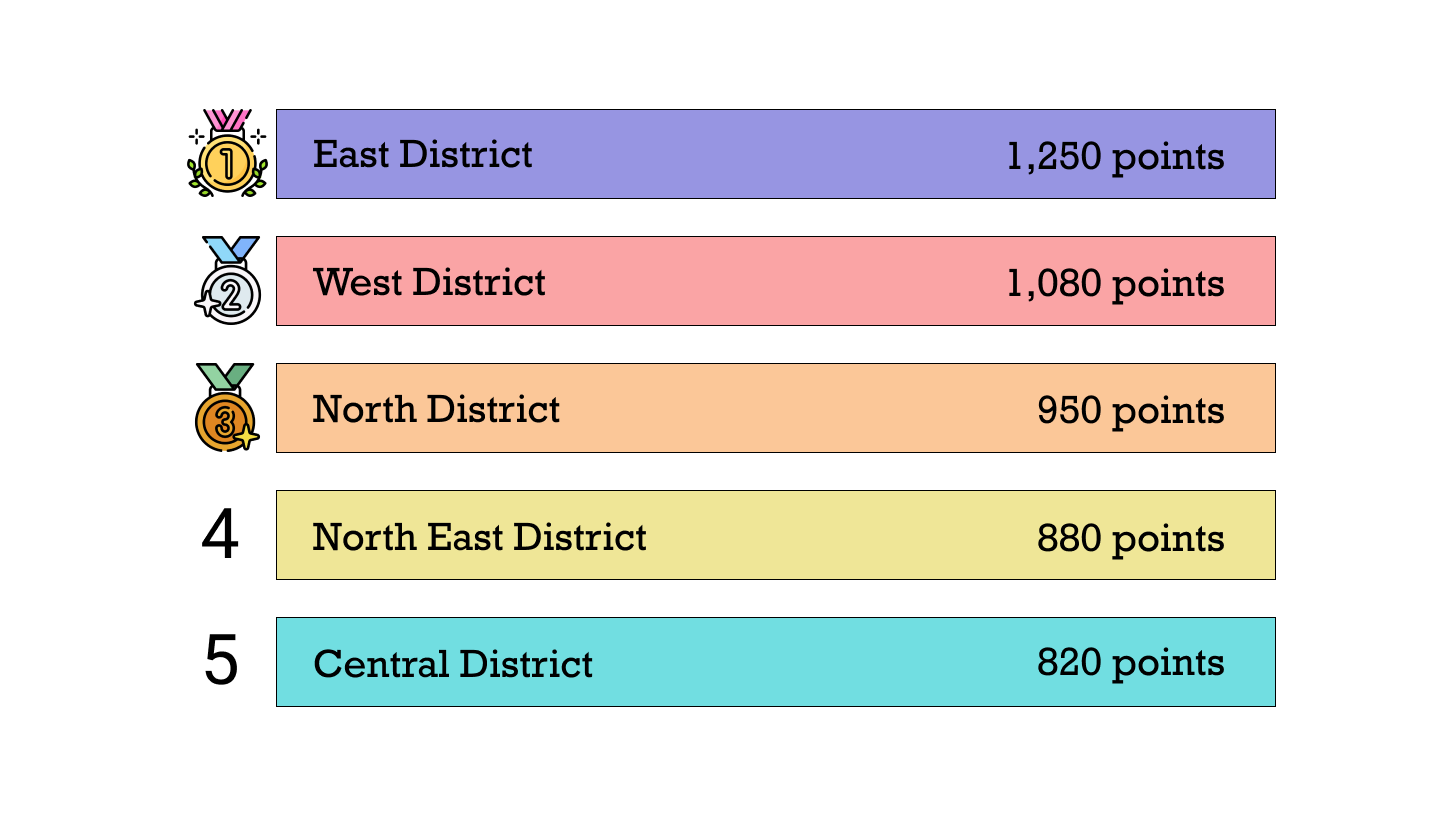 1
East District
1,250 points
2
West District
1,080 points
3
North District
950 points
4
North East District
880 points
5
Central District
820 points